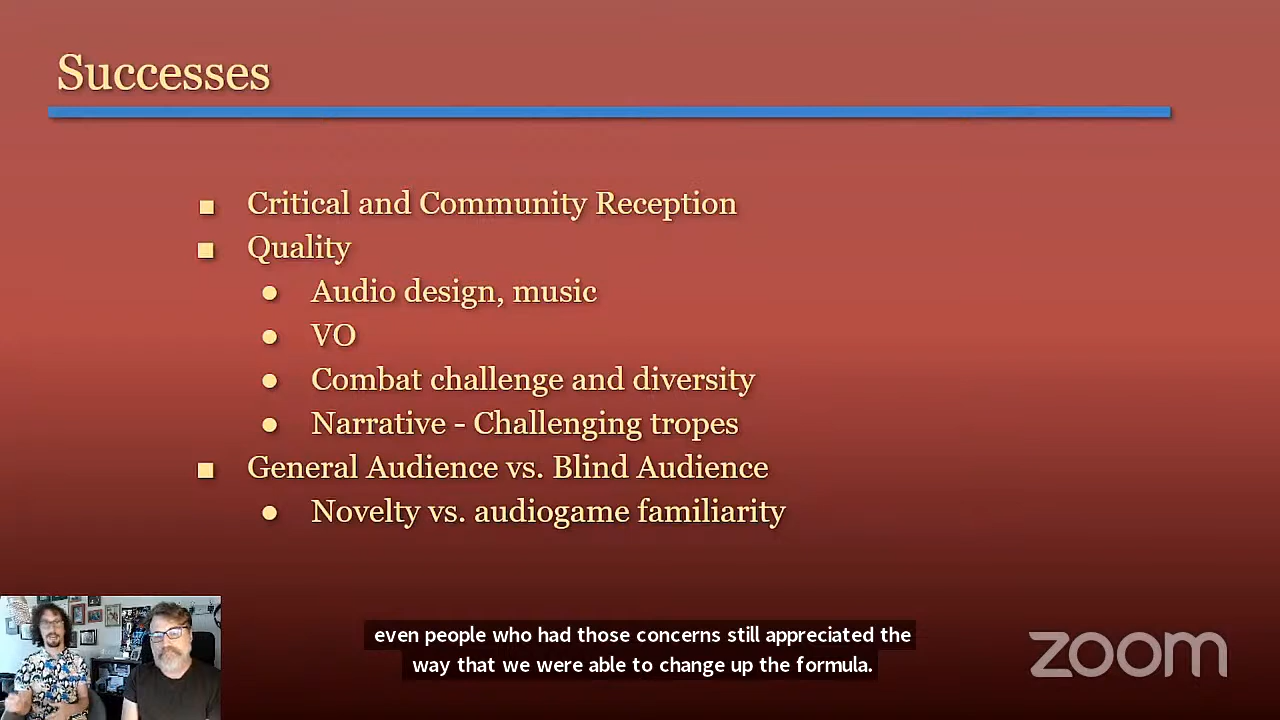 Successes
Critical and Community Reception
Quality
Audio design, music
VO
Combat challenge and diversity
Narrative - Challenging tropes
General Audience vs. Blind Audience
Novelty vs. audiogame familiarity
even people who had those concerns still appreciated the
way that we were able to change up the formula.
zoom